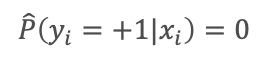 P̂(yᵢ = +1|xᵢ) = 0